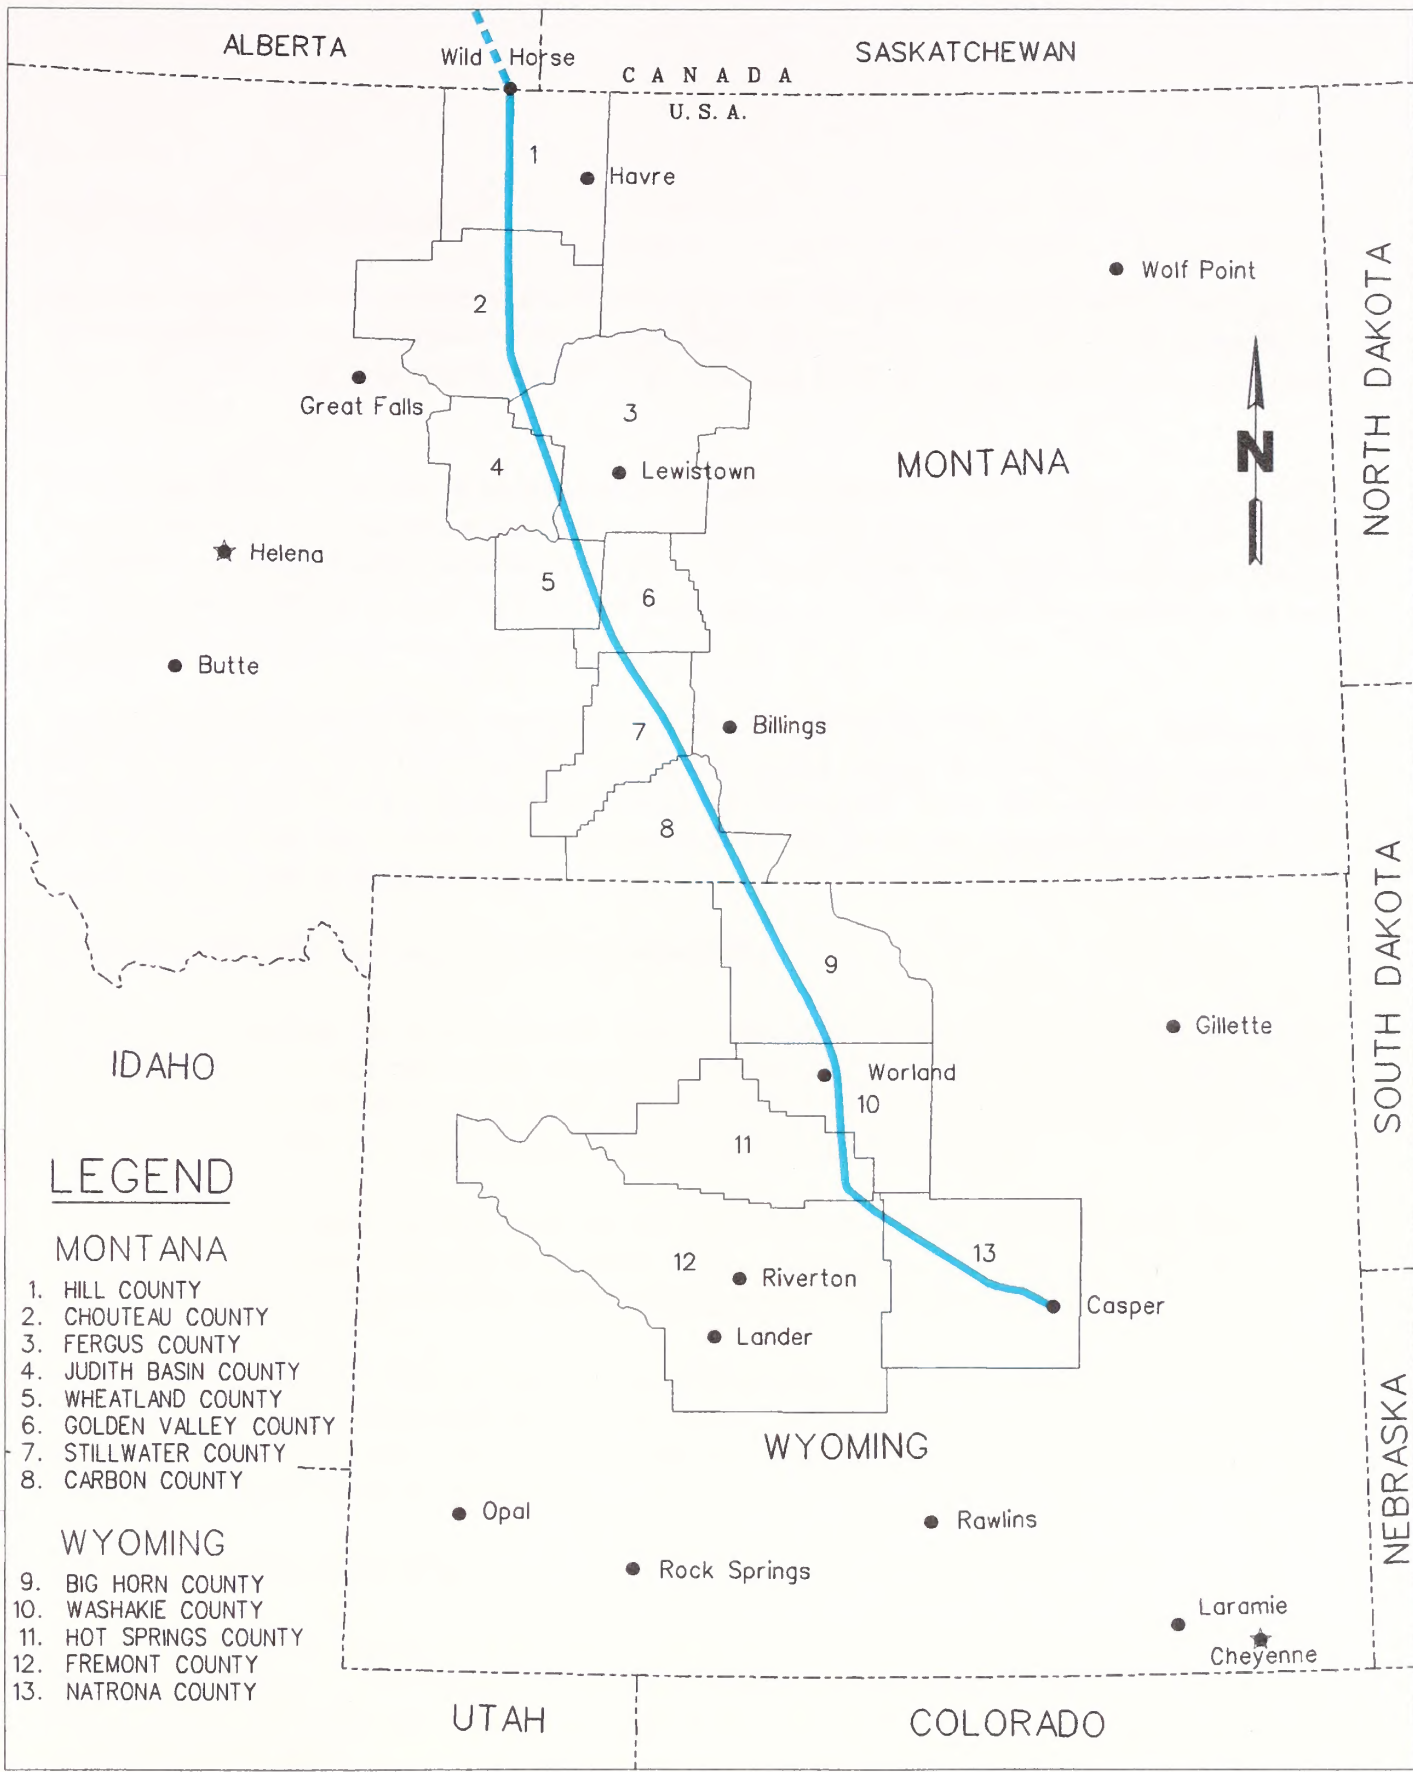 ALBERTA
Wild Horse
SASKATCHEWAN
CANADA
U.S.A.
1
Havre
Wolf Point
NORTH DAKOTA
2
Great Falls
3
N
4
Lewistown
MONTANA
Helena
5
6
Butte
7
Billings
8
SOUTH DAKOTA
9
Gillette
IDAHO
Worland
10
11
LEGEND
MONTANA
1. HILL COUNTY
2. CHOUTEAU COUNTY
3. FERGUS COUNTY
4. JUDITH BASIN COUNTY
5. WHEATLAND COUNTY
6. GOLDEN VALLEY COUNTY
7. STILLWATER COUNTY
8. CARBON COUNTY
WYOMING
9. BIG HORN COUNTY
10. WASHAKIE COUNTY
11. HOT SPRINGS COUNTY
12. FREMONT COUNTY
13. NATRONA COUNTY
12
Riverton
13
Casper
Lander
WYOMING
NEBRASKA
Opal
Rawlins
Rock Springs
Laramie
Cheyenne
UTAH
COLORADO